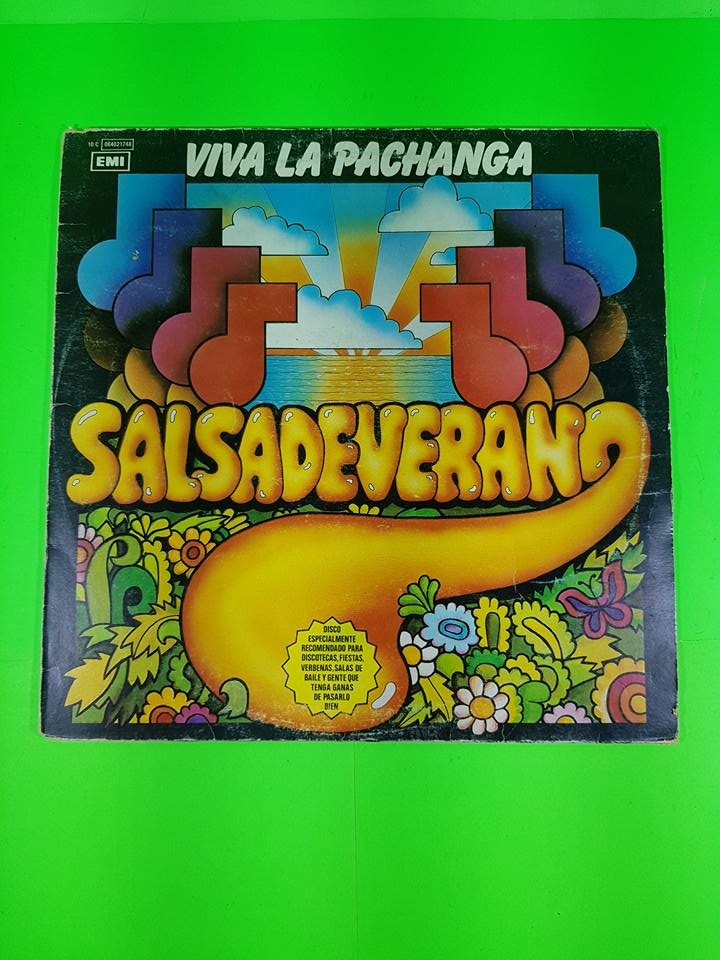 10 C 064021748
EMI
VIVA LA PACHANGA
SALSADEVERANO
DISCO
ESPECIALMENTE
RECOMENDADO PARA
DISCOTECAS, FIESTAS,
VERBENAS, SALAS DE
BAILE Y GENTE QUE
TENGA GANAS
DE PASARLO
BIEN